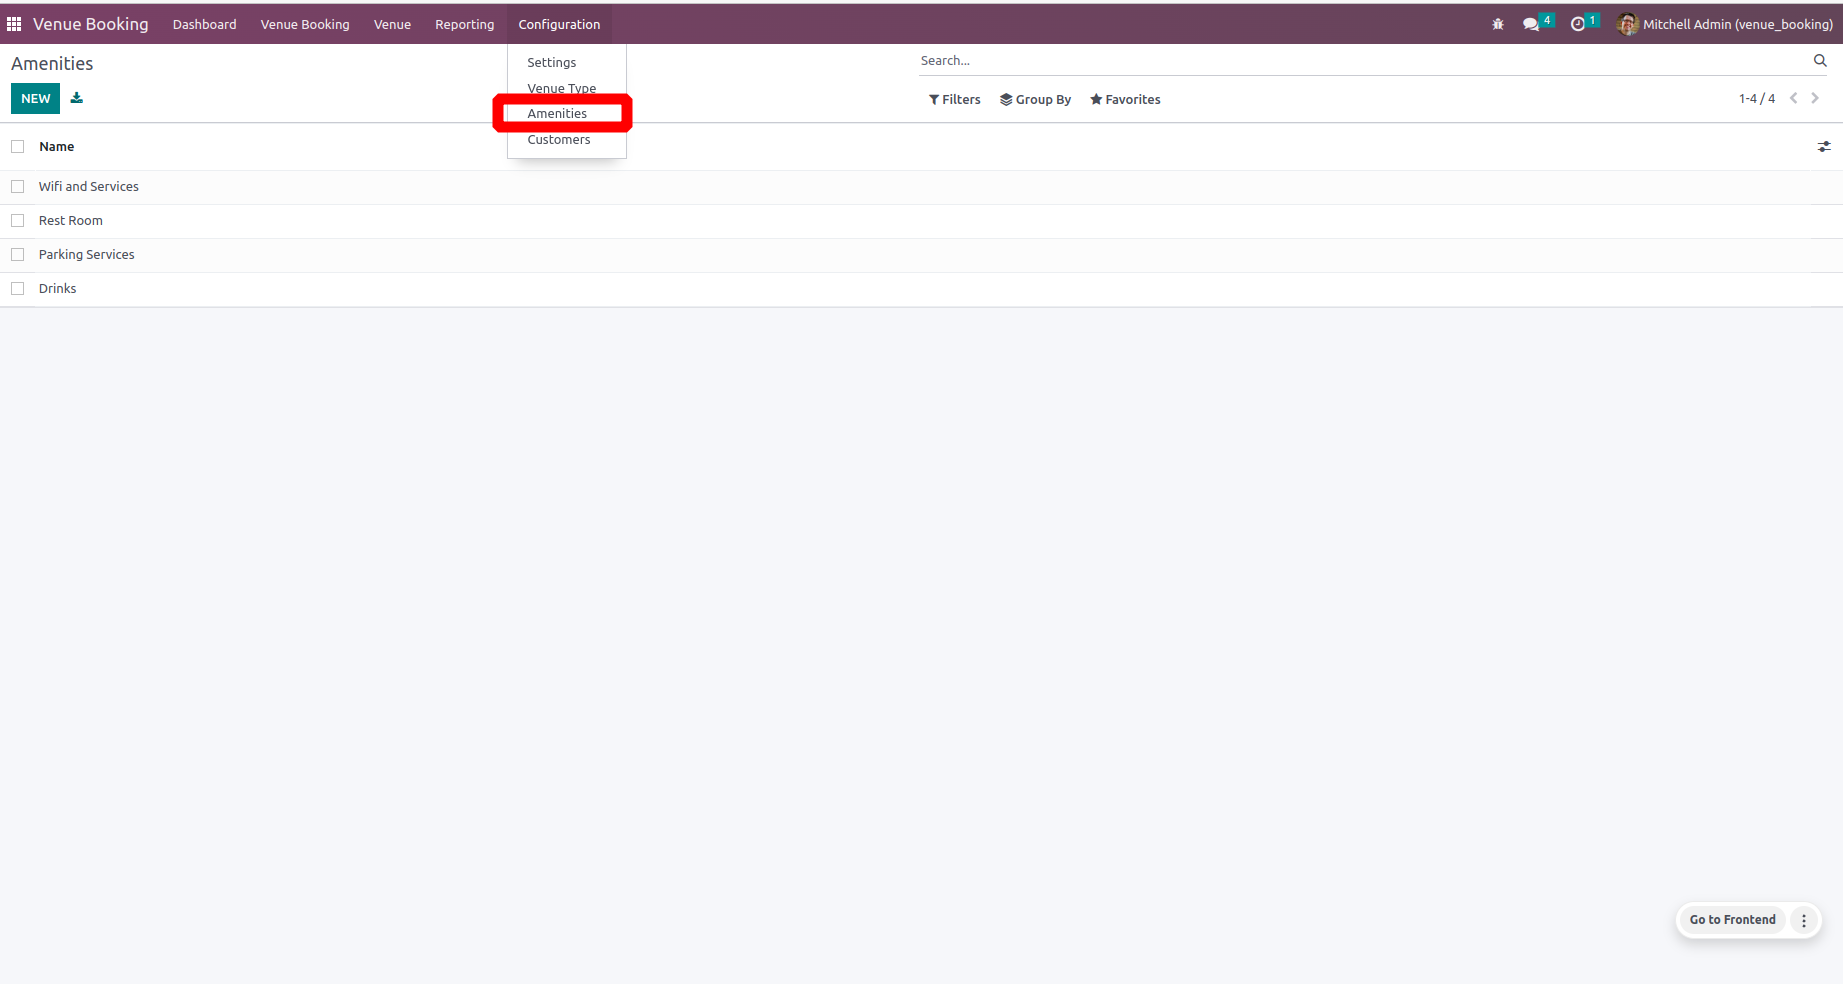 Venue Booking Dashboard Venue Booking Venue Reporting Configuration 4 1 Mitchell Admin (venue_booking)
Amenities
Search...
NEW
Filters Group By Favorites 1-4 / 4
Settings
Venue Type
Amenities
Customers
Name
Wifi and Services
Rest Room
Parking Services
Drinks
Go to Frontend